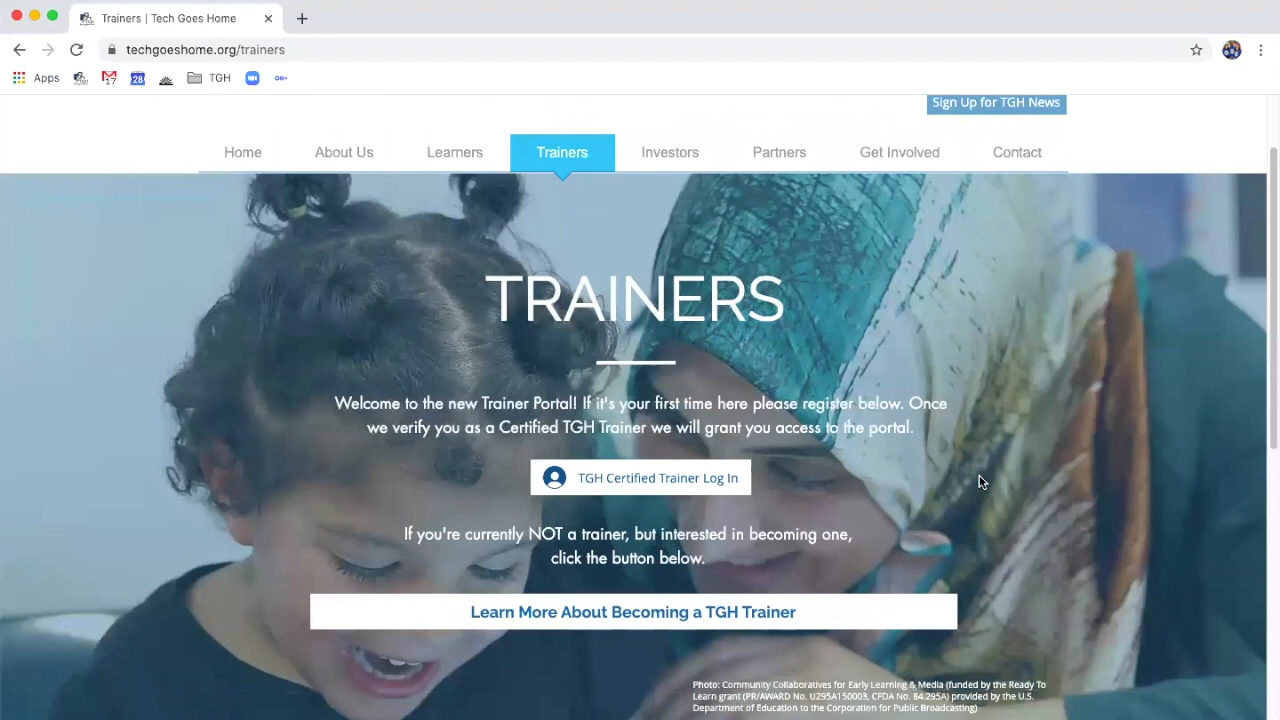 Trainers | Tech Goes Home
techgoeshome.org/trainers
Apps
17
28
TGH
Sign Up for TGH News
Home About Us Learners Trainers Investors Partners Get Involved Contact
TRAINERS
Welcome to the new Trainer Portal! If it's your first time here please register below. Once
we verify you as a Certified TGH Trainer we will grant you access to the portal.
TGH Certified Trainer Log In
If you're currently NOT a trainer, but interested in becoming one,
click the button below.
Learn More About Becoming a TGH Trainer
Photo: Community Collaboratives for Early Learning & Media (funded by the Ready To
Learn grant (PR/AWARD No. U295A150003, CFDA No. 84.295A) provided by the U.S.
Department of Education to the Corporation for Public Broadcasting)